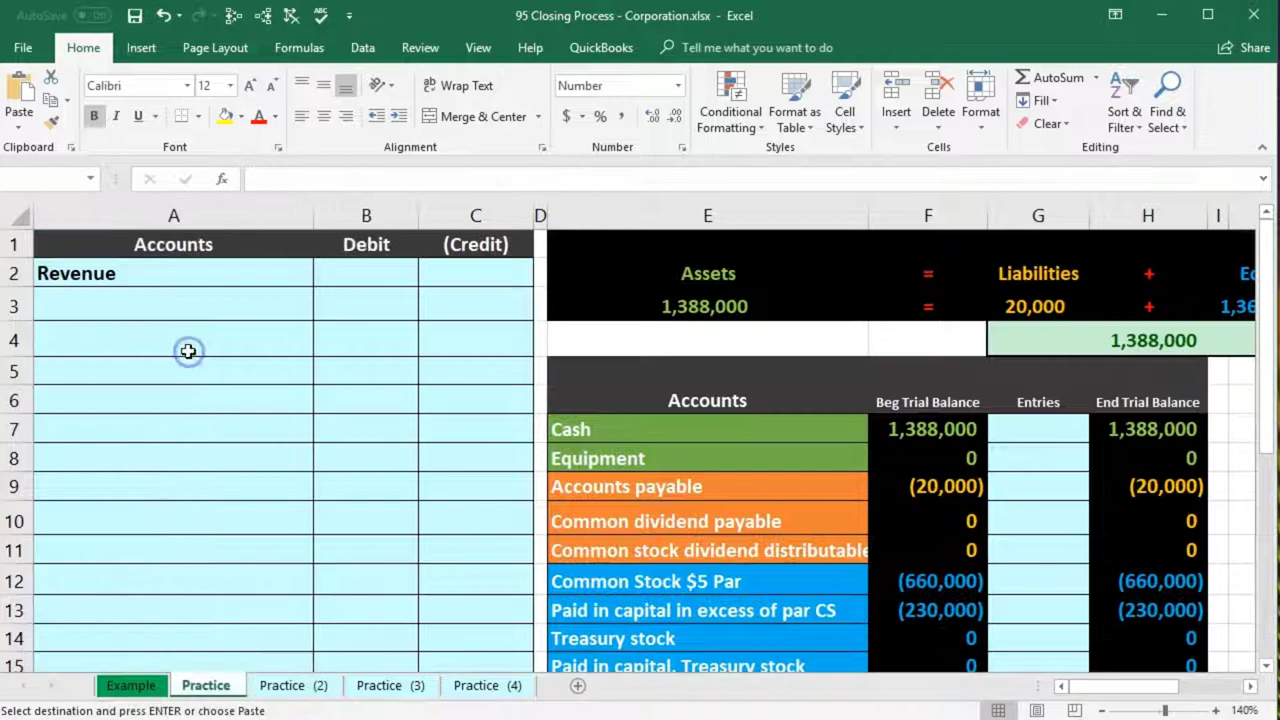 AutoSave Off
95 Closing Process - Corporation.xlsx - Excel
File Home Insert Page Layout Formulas Data Review View Help QuickBooks Tell me what you want to do Share
Paste
Calibri 12
B I U
Wrap Text
Merge & Center
Number
$ % ,
Conditional Formatting
Format as Table
Cell Styles
Insert Delete Format
AutoSum
Fill
Clear
Sort & Filter
Find & Select
Clipboard Font Alignment Number Styles Cells Editing
fx
A B C D E F G H I
1 Accounts Debit (Credit)
2 Revenue Assets = Liabilities +
3 1,388,000 = 20,000 +
4 1,388,000
5
6 Accounts Beg Trial Balance Entries End Trial Balance
7 Cash 1,388,000 1,388,000
8 Equipment 0 0
9 Accounts payable (20,000) (20,000)
10 Common dividend payable 0 0
11 Common stock dividend distributable 0 0
12 Common Stock $5 Par (660,000) (660,000)
13 Paid in capital in excess of par CS (230,000) (230,000)
14 Treasury stock 0 0
15 Paid in capital, Treasury stock 0 0
Example Practice Practice (2) Practice (3) Practice (4)
Select destination and press ENTER or choose Paste
140%